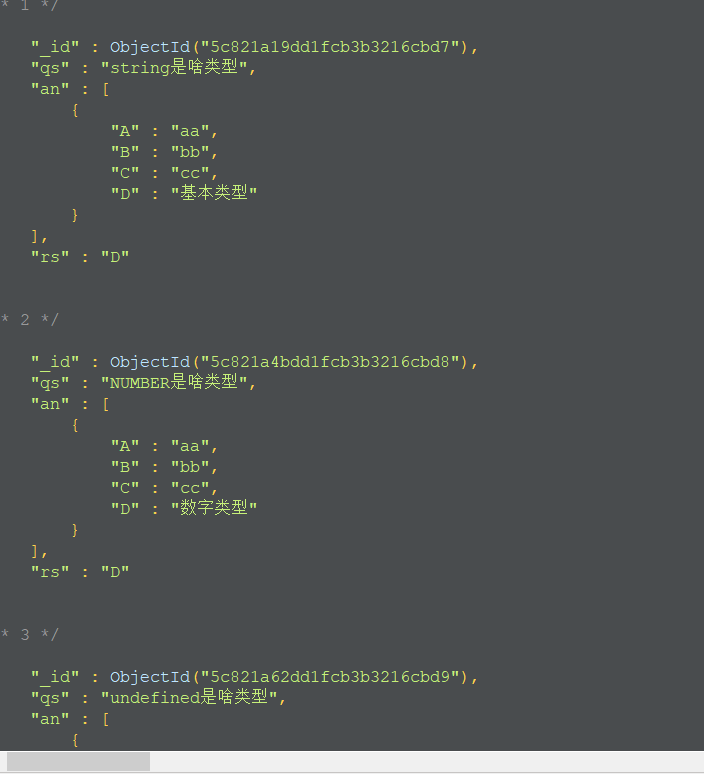 * 1 */
"_id" : ObjectId("5c821a19dd1fcb3b3216cbd7"),
"qs" : "string是啥类型",
"an" : [
{
"A" : "aa",
"B" : "bb",
"C" : "cc",
"D" : "基本类型"
}
],
"rs" : "D"
* 2 */
"_id" : ObjectId("5c821a4bdd1fcb3b3216cbd8"),
"qs" : "NUMBER是啥类型",
"an" : [
{
"A" : "aa",
"B" : "bb",
"C" : "cc",
"D" : "数字类型"
}
],
"rs" : "D"
* 3 */
"_id" : ObjectId("5c821a62dd1fcb3b3216cbd9"),
"qs" : "undefined是啥类型",
"an" : [
{